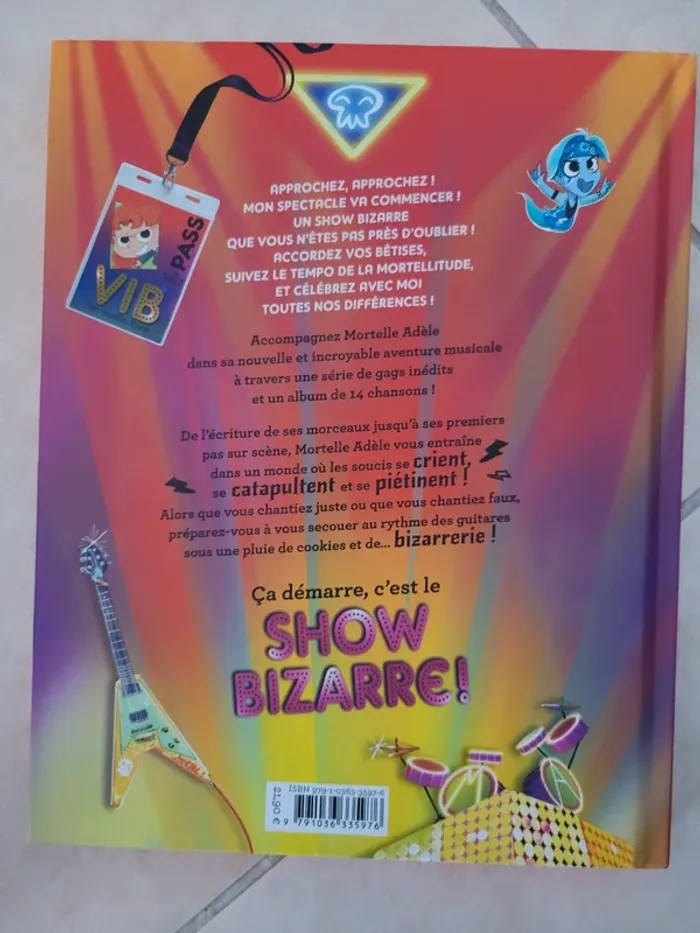 APPROCHEZ, APPROCHEZ !
MON SPECTACLE VA COMMENCER !
UN SHOW BIZARRE
QUE VOUS N'ÊTES PAS PRÈS D'OUBLIER !
ACCORDEZ VOS BÊTISES,
SUIVEZ LE TEMPO DE LA MORTELLITUDE,
ET CÉLÉBREZ AVEC MOI
TOUTES NOS DIFFÉRENCES !
PASS
VIB
Accompagnez Mortelle Adèle
dans sa nouvelle et incroyable aventure musicale
à travers une série de gags inédits
et un album de 14 chansons !
De l'écriture de ses morceaux jusqu'à ses premiers
pas sur scène, Mortelle Adèle vous entraîne
dans un monde où les soucis se crient,
se catapultent et se piétinent !
Alors que vous chantiez juste ou que vous chantiez faux,
préparez-vous à vous secouer au rythme des guitares
sous une pluie de cookies et de... bizarrerie !
Ça démarre, c'est le
SHOW
BIZARRE !
M A
ISBN 979-1-0363-3597-6
21,90 €
9 791036 335976